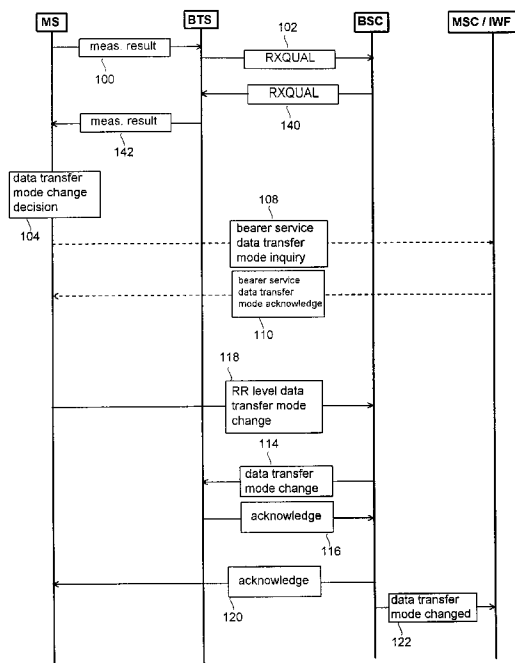 MS BTS BSC MSC / IWF
meas. result
100
102
RXQUAL
RXQUAL
140
meas. result
142
data transfer
mode change
decision
104
108
bearer service
data transfer
mode inquiry
bearer service
data transfer
mode acknowledge
110
118
RR level data
transfer mode
change
114
data transfer
mode change
acknowledge
116
acknowledge
120
data transfer
mode changed
122